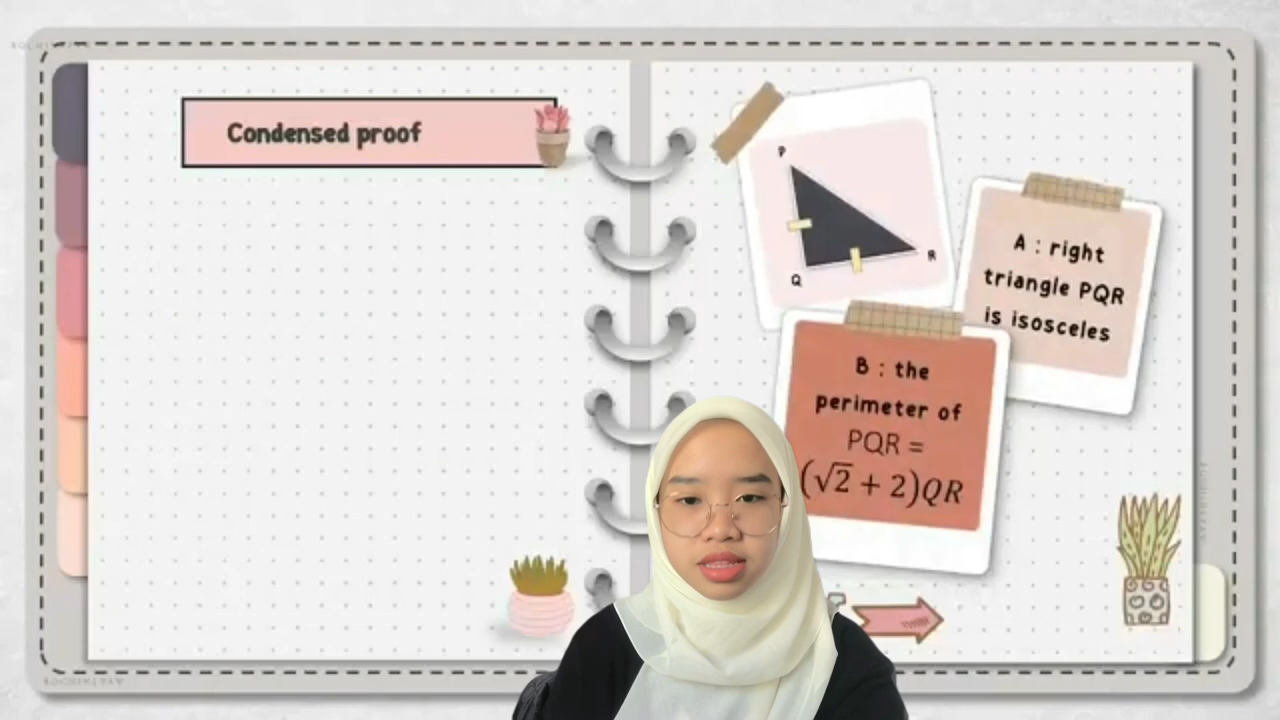 Condensed proof
P
Q
R
A : right
triangle PQR
is isosceles
B : the
perimeter of
PQR =
(√2 + 2)QR